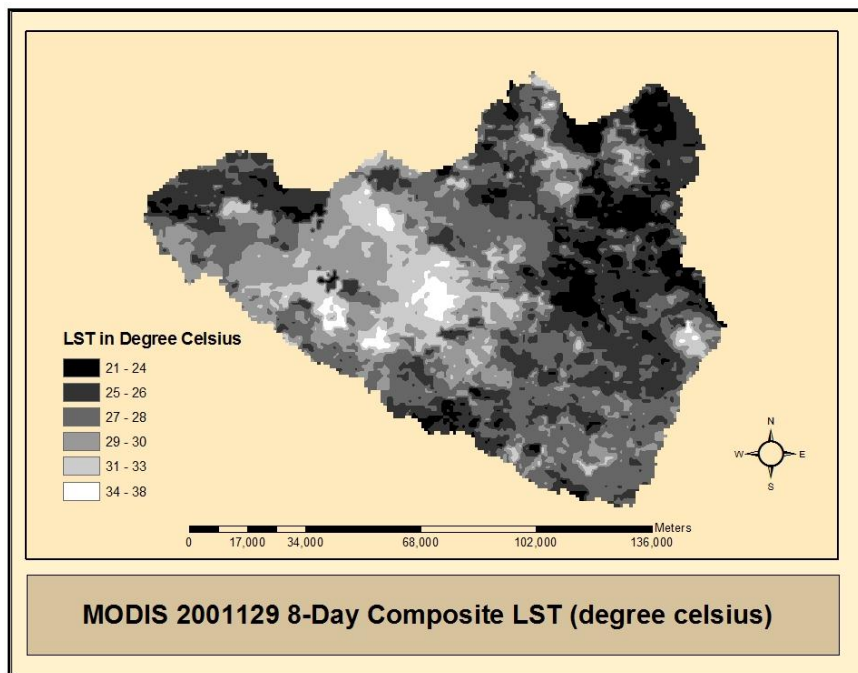 LST in Degree Celsius
21 - 24
25 - 26
27 - 28
29 - 30
31 - 33
34 - 38
N
W E
S
Meters
0 17,000 34,000 68,000 102,000 136,000
MODIS 2001129 8-Day Composite LST (degree celsius)